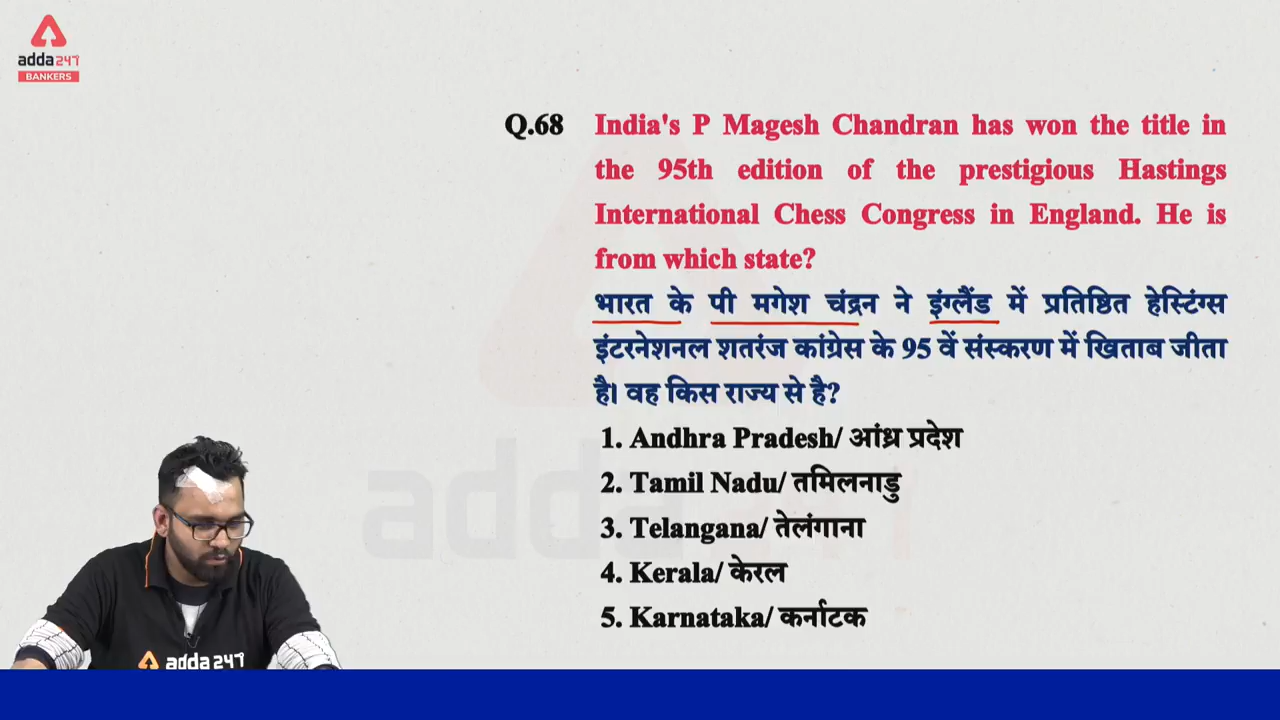 adda247
BANKERS
Q.68 India's P Magesh Chandran has won the title in
the 95th edition of the prestigious Hastings
International Chess Congress in England. He is
from which state?
भारत के पी मगेश चंद्रन ने इंग्लैंड में प्रतिष्ठित हेस्टिंग्स
इंटरनेशनल शतरंज कांग्रेस के 95 वें संस्करण में खिताब जीता
है। वह किस राज्य से है?
1. Andhra Pradesh/ आंध्र प्रदेश
2. Tamil Nadu/ तमिलनाडु
3. Telangana/ तेलंगाना
4. Kerala/ केरल
5. Karnataka/ कर्नाटक
adda247
adda247